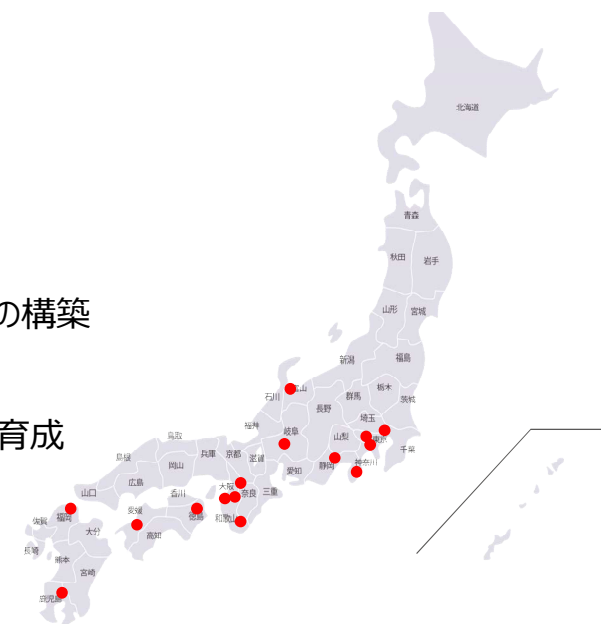 北海道
青森
秋田
岩手
山形
宮城
の構築
新潟
福島
栃木
群馬
茨城
富山
石川
長野
埼玉
育成
福井
岐阜
山梨
東京
千葉
鳥取
島根
岡山
兵庫
京都
滋賀
愛知
静岡
神奈川
広島
山口
香川
大阪
奈良
三重
愛媛
徳島
和歌山
高知
佐賀
福岡
大分
長崎
熊本
宮崎
鹿児島